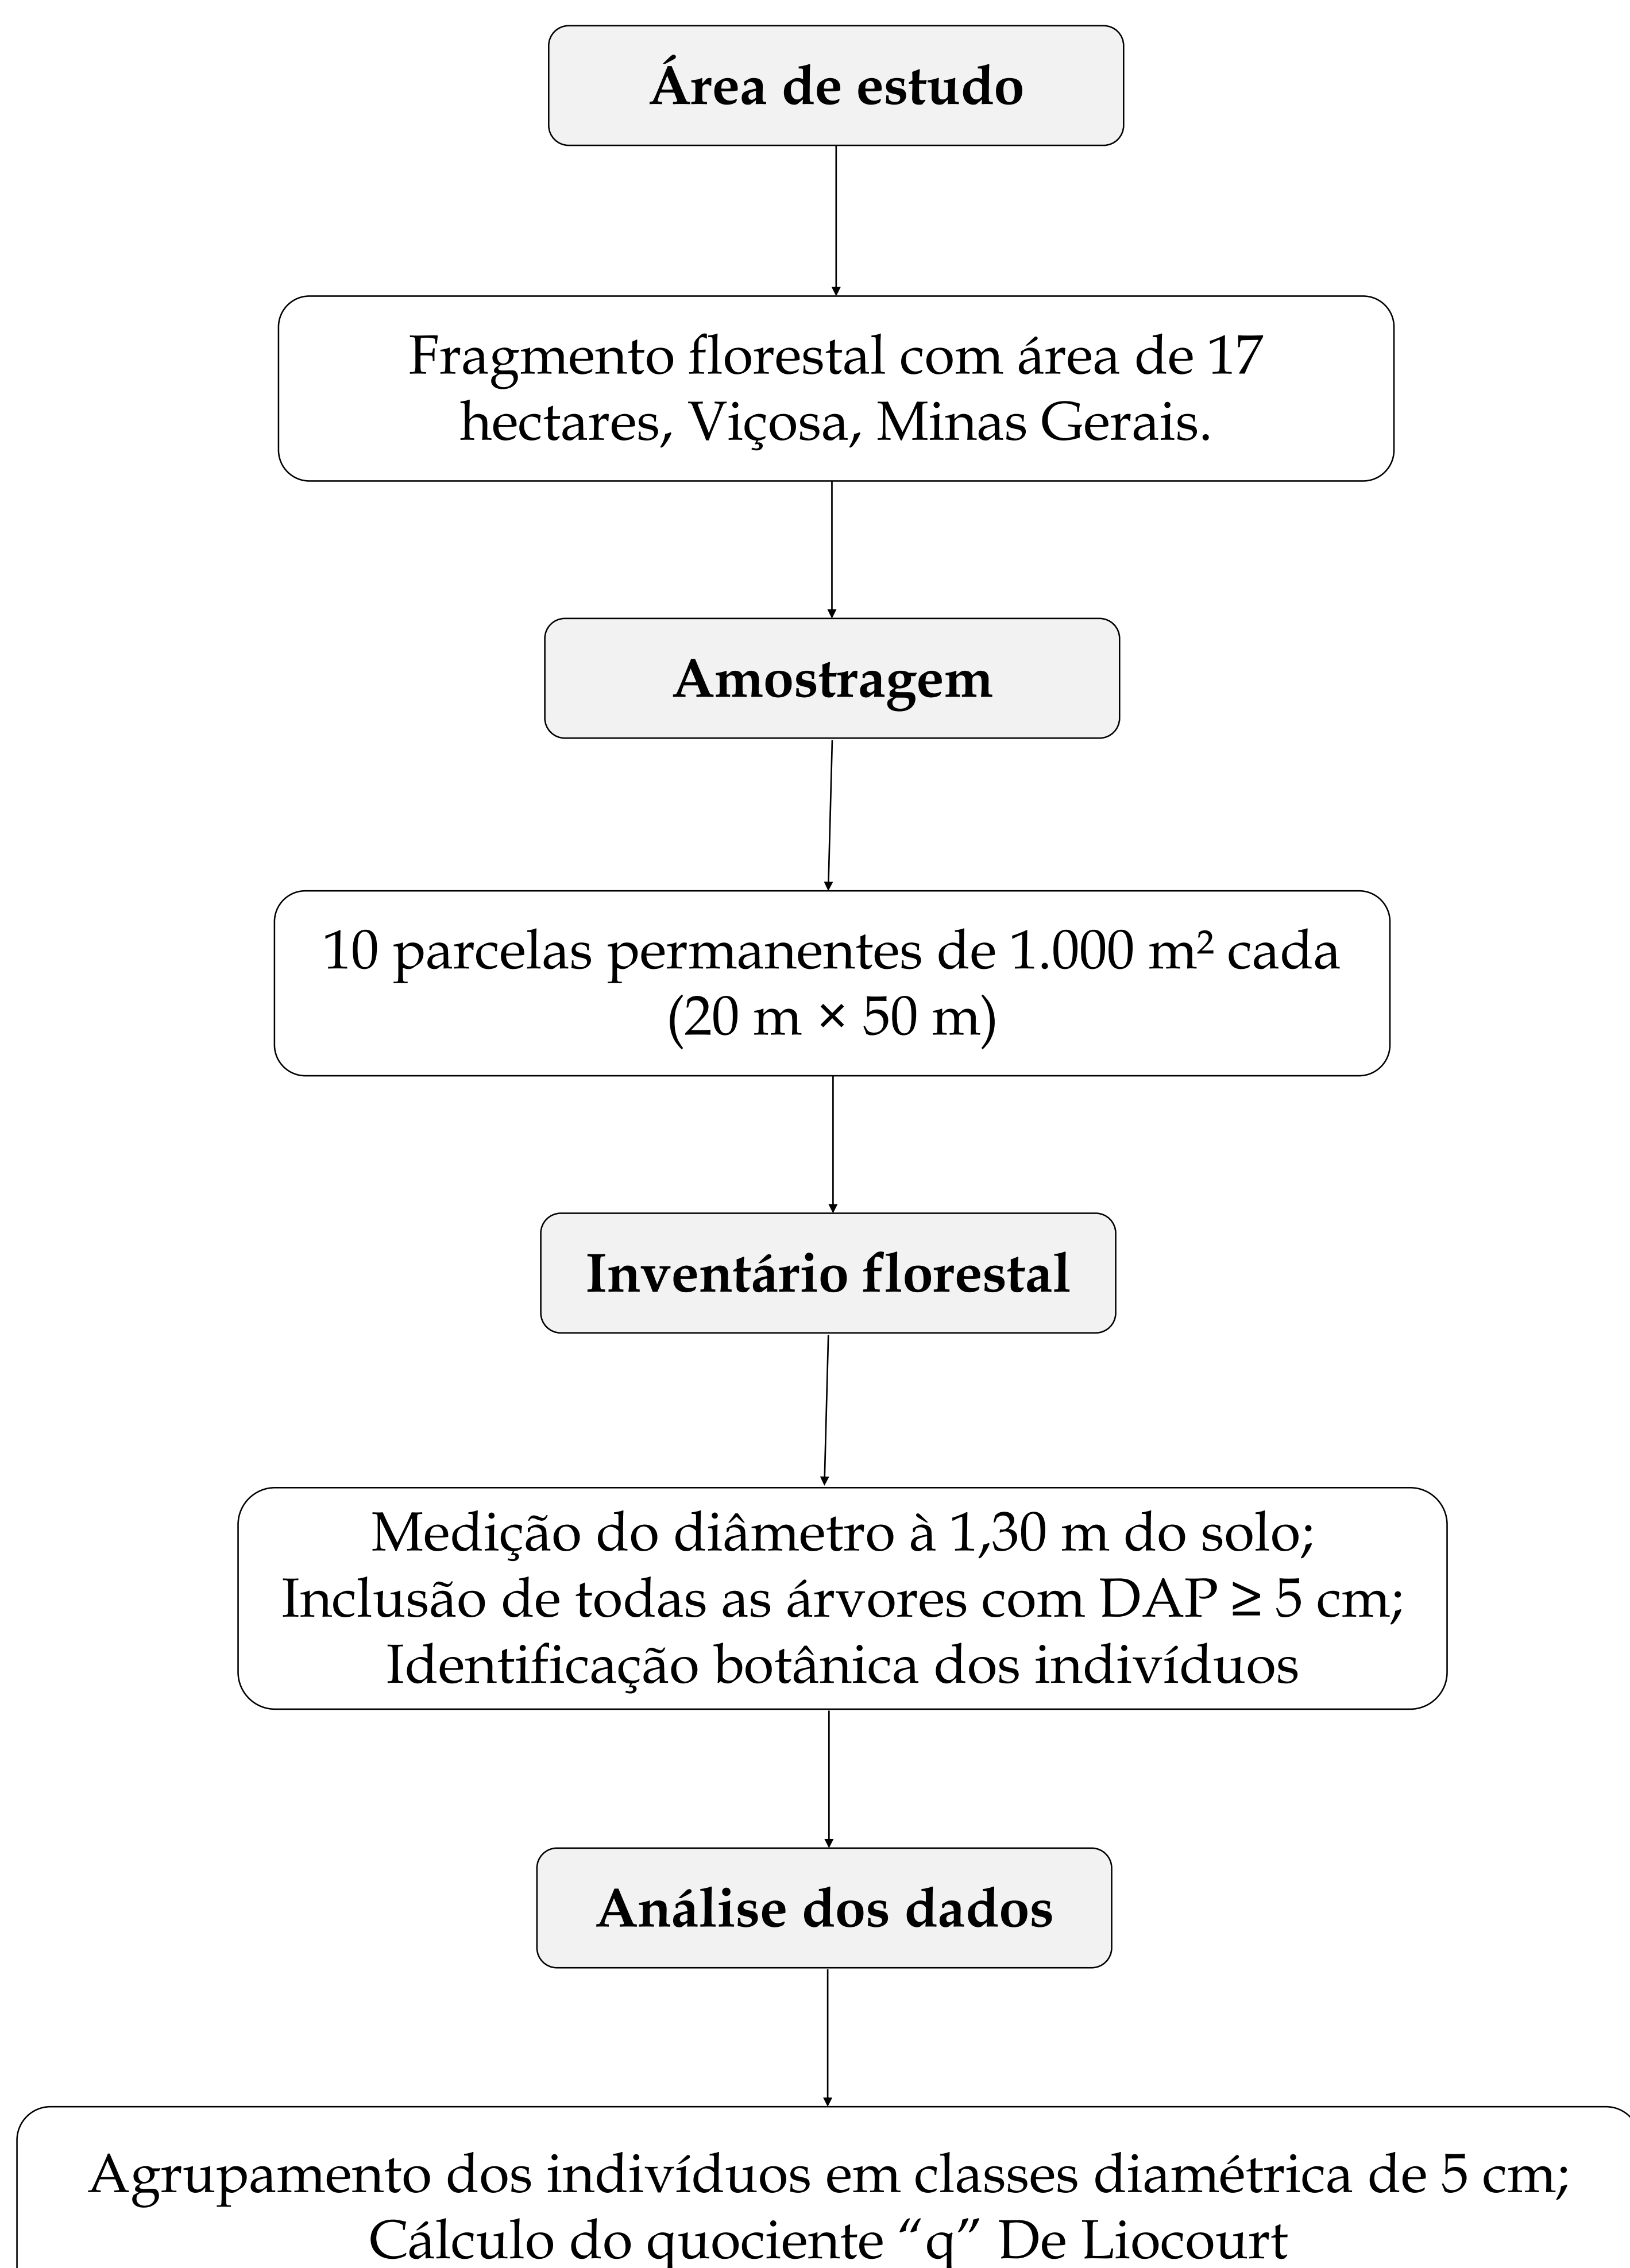 Área de estudo
Fragmento florestal com área de 17
hectares, Viçosa, Minas Gerais.
Amostragem
10 parcelas permanentes de 1.000 m² cada
(20 m × 50 m)
Inventário florestal
Medição do diâmetro à 1,30 m do solo;
Inclusão de todas as árvores com DAP ≥ 5 cm;
Identificação botânica dos indivíduos
Análise dos dados
Agrupamento dos indivíduos em classes diamétrica de 5 cm;
Cálculo do quociente “q” De Liocourt